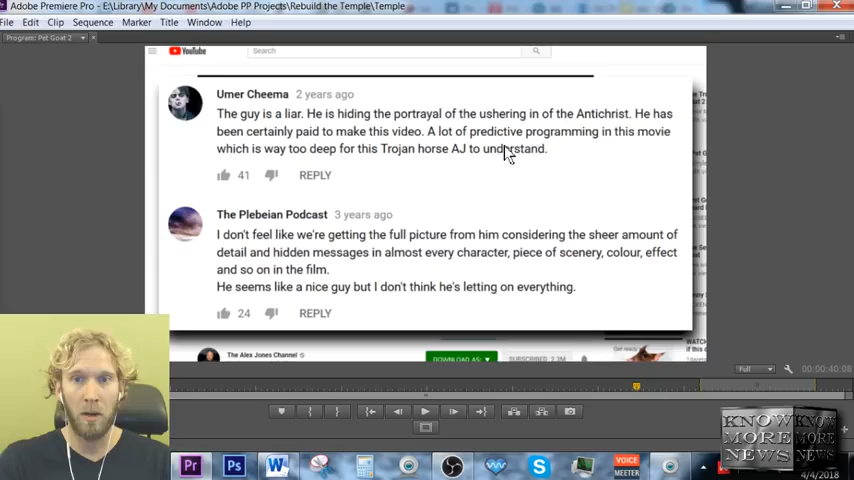 Adobe Premiere Pro - E:\Library\My Documents\Adobe PP Projects\Rebuild the Temple\Temple
File Edit Clip Sequence Marker Title Window Help
Program: Pet Goat 2
YouTube
Search
Umer Cheema 2 years ago
The guy is a liar. He is hiding the portrayal of the ushering in of the Antichrist. He has
been certainly paid to make this video. A lot of predictive programming in this movie
which is way too deep for this Trojan horse AJ to understand.
41 REPLY
The Plebeian Podcast 3 years ago
I don't feel like we're getting the full picture from him considering the sheer amount of
detail and hidden messages in almost every character, piece of scenery, colour, effect
and so on in the film.
He seems like a nice guy but I don't think he's letting on everything.
24 REPLY
The Alex Jones Channel
DOWNLOAD AS:
SUBSCRIBED 2.3M
Full
00:00:40:08
Pr
Ps
W
VOICE
MEETER
KNOW
MORE
NEWS
4/4/2018